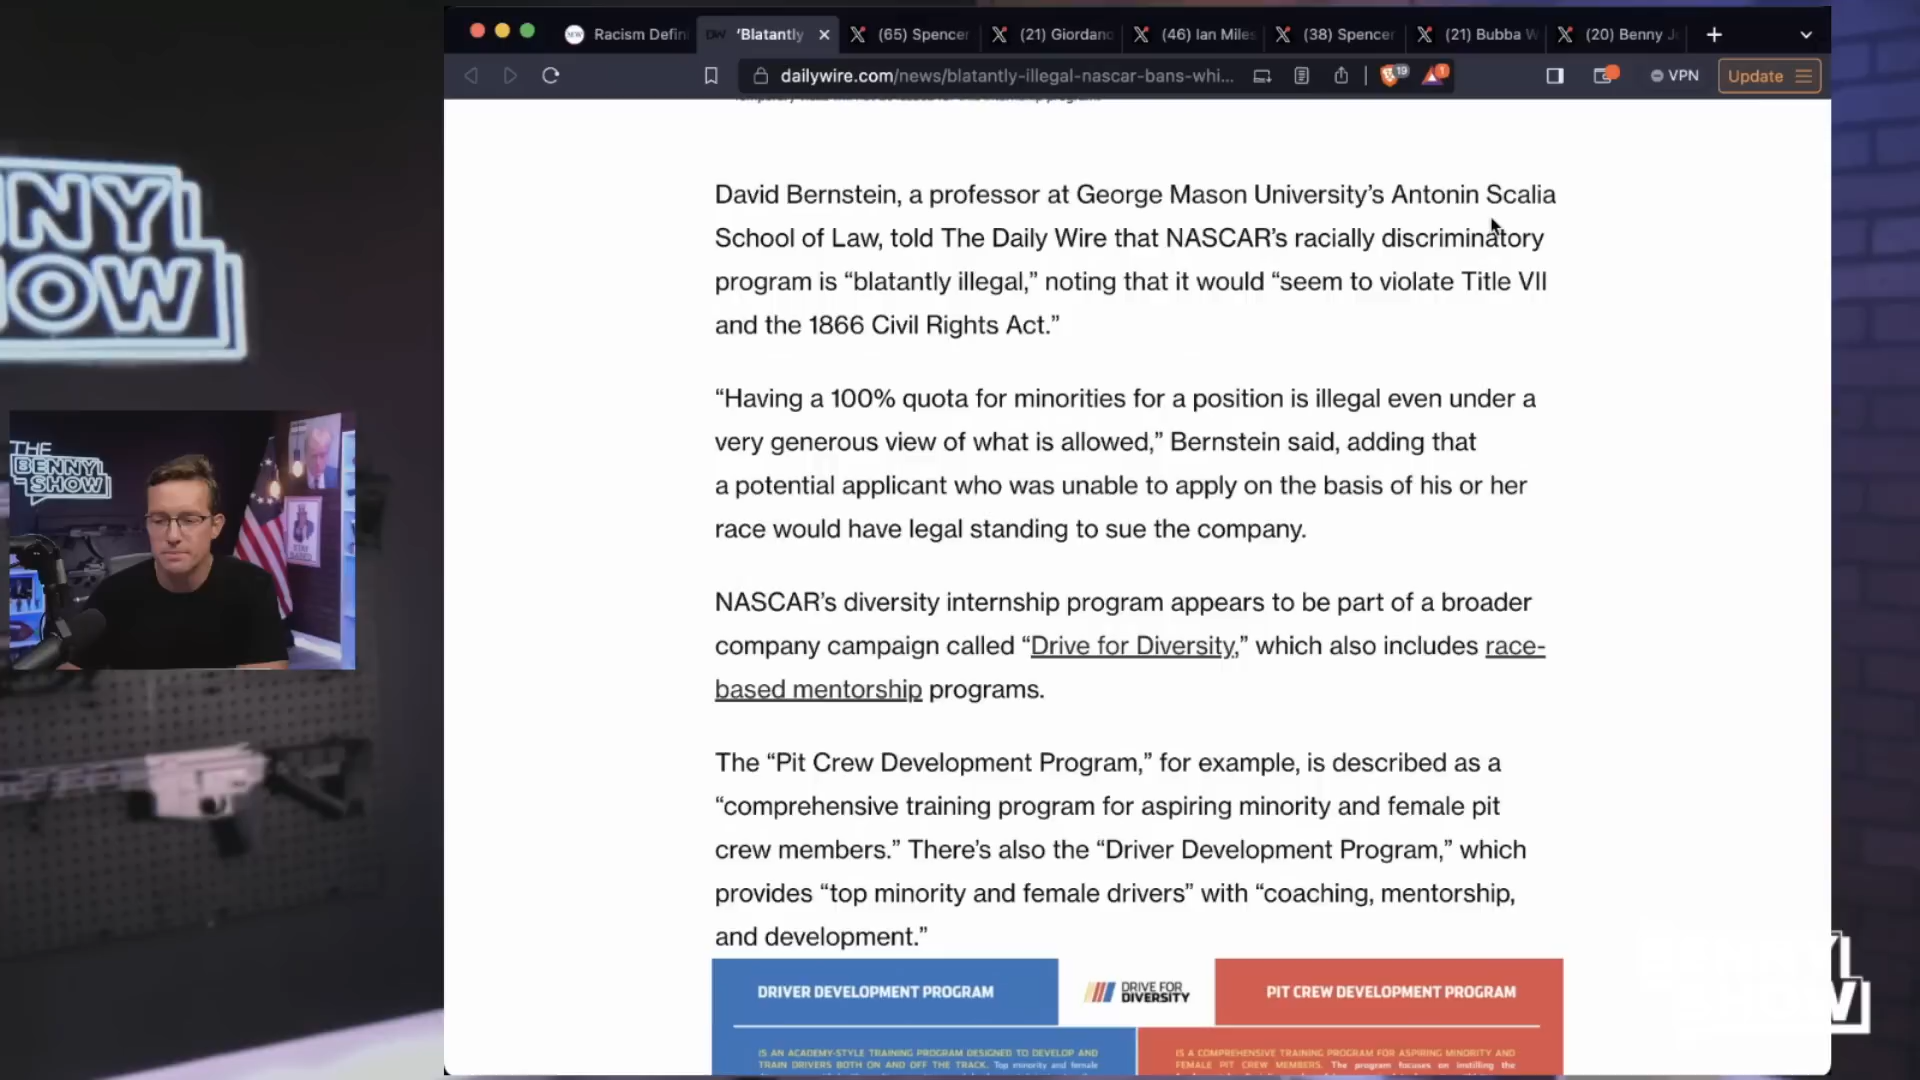 Racism Defin
'Blatantly
(65) Spencer
(21) Giordano
(46) Ian Miles
(38) Spencer
(21) Bubba W
(20) Benny J
dailywire.com/news/blatantly-illegal-nascar-bans-whi...
19
1
VPN
Update
David Bernstein, a professor at George Mason University’s Antonin Scalia
School of Law, told The Daily Wire that NASCAR’s racially discriminatory
program is “blatantly illegal,” noting that it would “seem to violate Title VII
and the 1866 Civil Rights Act.”
“Having a 100% quota for minorities for a position is illegal even under a
very generous view of what is allowed,” Bernstein said, adding that
a potential applicant who was unable to apply on the basis of his or her
race would have legal standing to sue the company.
NASCAR’s diversity internship program appears to be part of a broader
company campaign called “Drive for Diversity,” which also includes race-
based mentorship programs.
The “Pit Crew Development Program,” for example, is described as a
“comprehensive training program for aspiring minority and female pit
crew members.” There’s also the “Driver Development Program,” which
provides “top minority and female drivers” with “coaching, mentorship,
and development.”
DRIVER DEVELOPMENT PROGRAM
DRIVE FOR
DIVERSITY
PIT CREW DEVELOPMENT PROGRAM
IS AN ACADEMY-STYLE TRAINING PROGRAM DESIGNED TO DEVELOP AND
TRAIN DRIVERS BOTH ON AND OFF THE TRACK. Top minority and female
IS A COMPREHENSIVE TRAINING PROGRAM FOR ASPIRING MINORITY AND
FEMALE PIT CREW MEMBERS. The program focuses on instilling the
NNY
HOW
THE
BENNY
SHOW